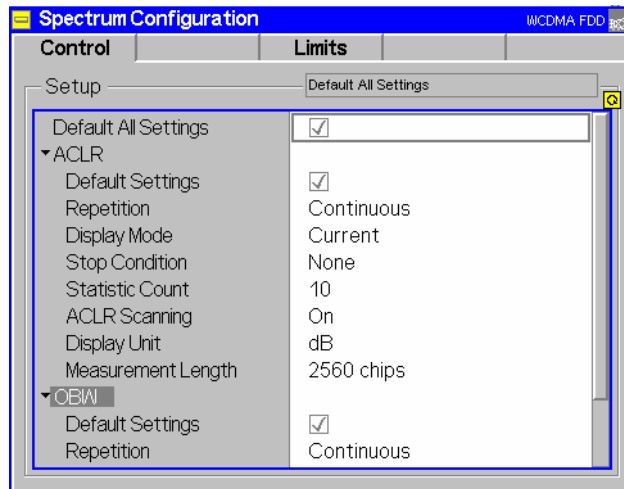 Spectrum Configuration WCDMA FDD
Control Limits
Setup Default All Settings
Default All Settings
ACLR
Default Settings
Repetition Continuous
Display Mode Current
Stop Condition None
Statistic Count 10
ACLR Scanning On
Display Unit dB
Measurement Length 2560 chips
OBW
Default Settings
Repetition Continuous